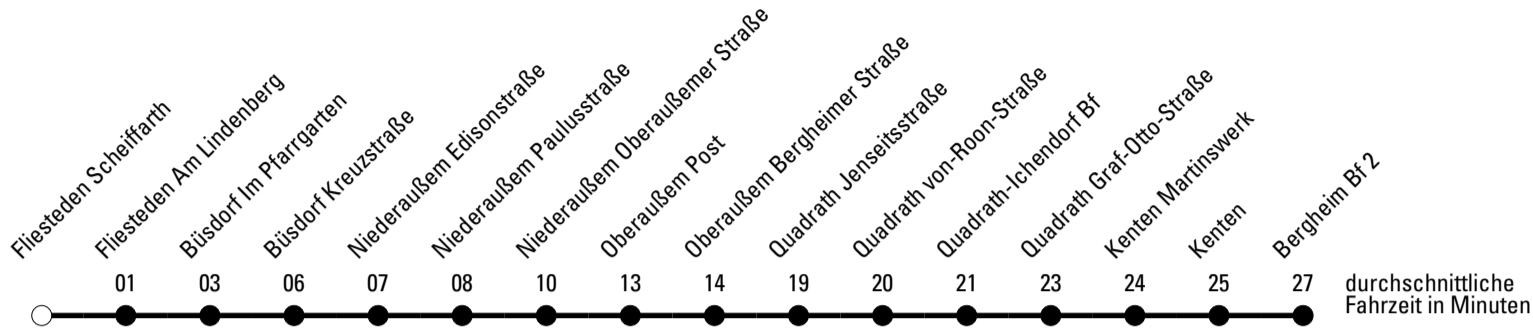 Fliesteden Scheiffarth
Fliesteden Am Lindenberg
Büsdorf Im Pfarrgarten
Büsdorf Kreuzstraße
Niederaußem Edisonstraße
Niederaußem Paulusstraße
Niederaußem Oberaußemer Straße
Oberaußem Post
Oberaußem Bergheimer Straße
Quadrath Jenseitsstraße
Quadrath von-Roon-Straße
Quadrath-Ichendorf Bf
Quadrath Graf-Otto-Straße
Kenten Martinswerk
Kenten
Bergheim Bf 2
01 03 06 07 08 10 13 14 19 20 21 23 24 25 27
durchschnittliche
Fahrzeit in Minuten